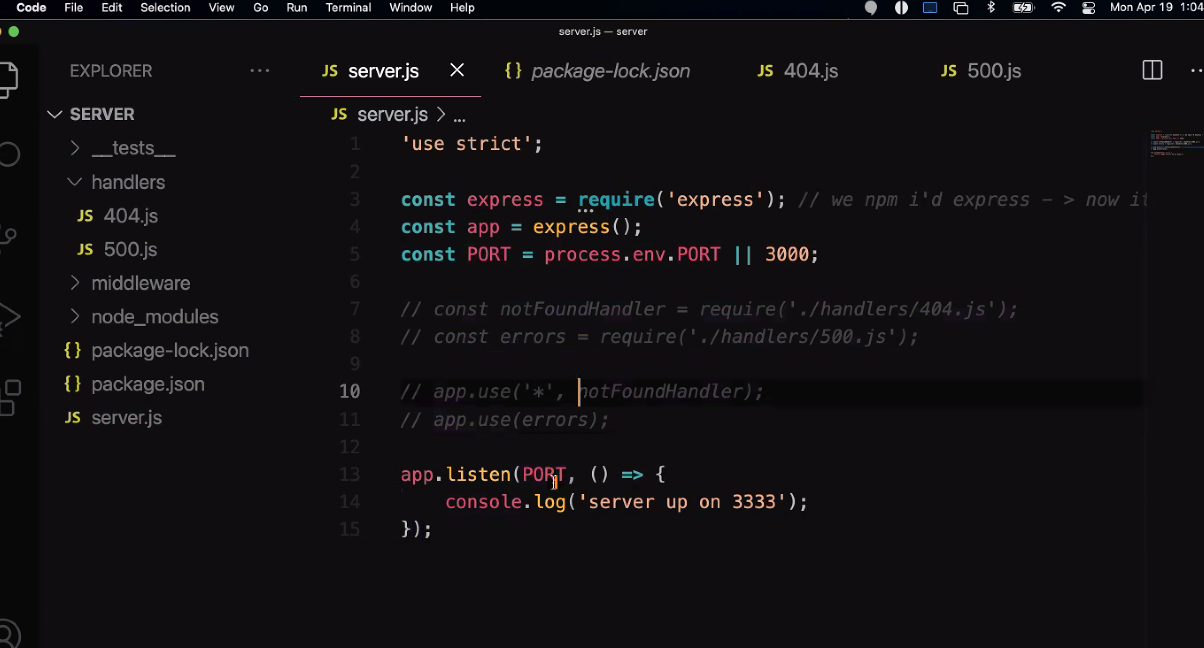 Code File Edit Selection View Go Run Terminal Window Help Mon Apr 19 1:04
server.js — server
EXPLORER ... JS server.js × {} package-lock.json JS 404.js JS 500.js
SERVER
JS server.js > ...
__tests__
handlers
JS 404.js
JS 500.js
middleware
node_modules
{} package-lock.json
{} package.json
JS server.js
1 'use strict';
2
3 const express = require('express'); // we npm i'd express - > now it
4 const app = express();
5 const PORT = process.env.PORT || 3000;
6
7 // const notFoundHandler = require('./handlers/404.js');
8 // const errors = require('./handlers/500.js');
9
10 // app.use('*', notFoundHandler);
11 // app.use(errors);
12
13 app.listen(PORT, () => {
14 console.log('server up on 3333');
15 });